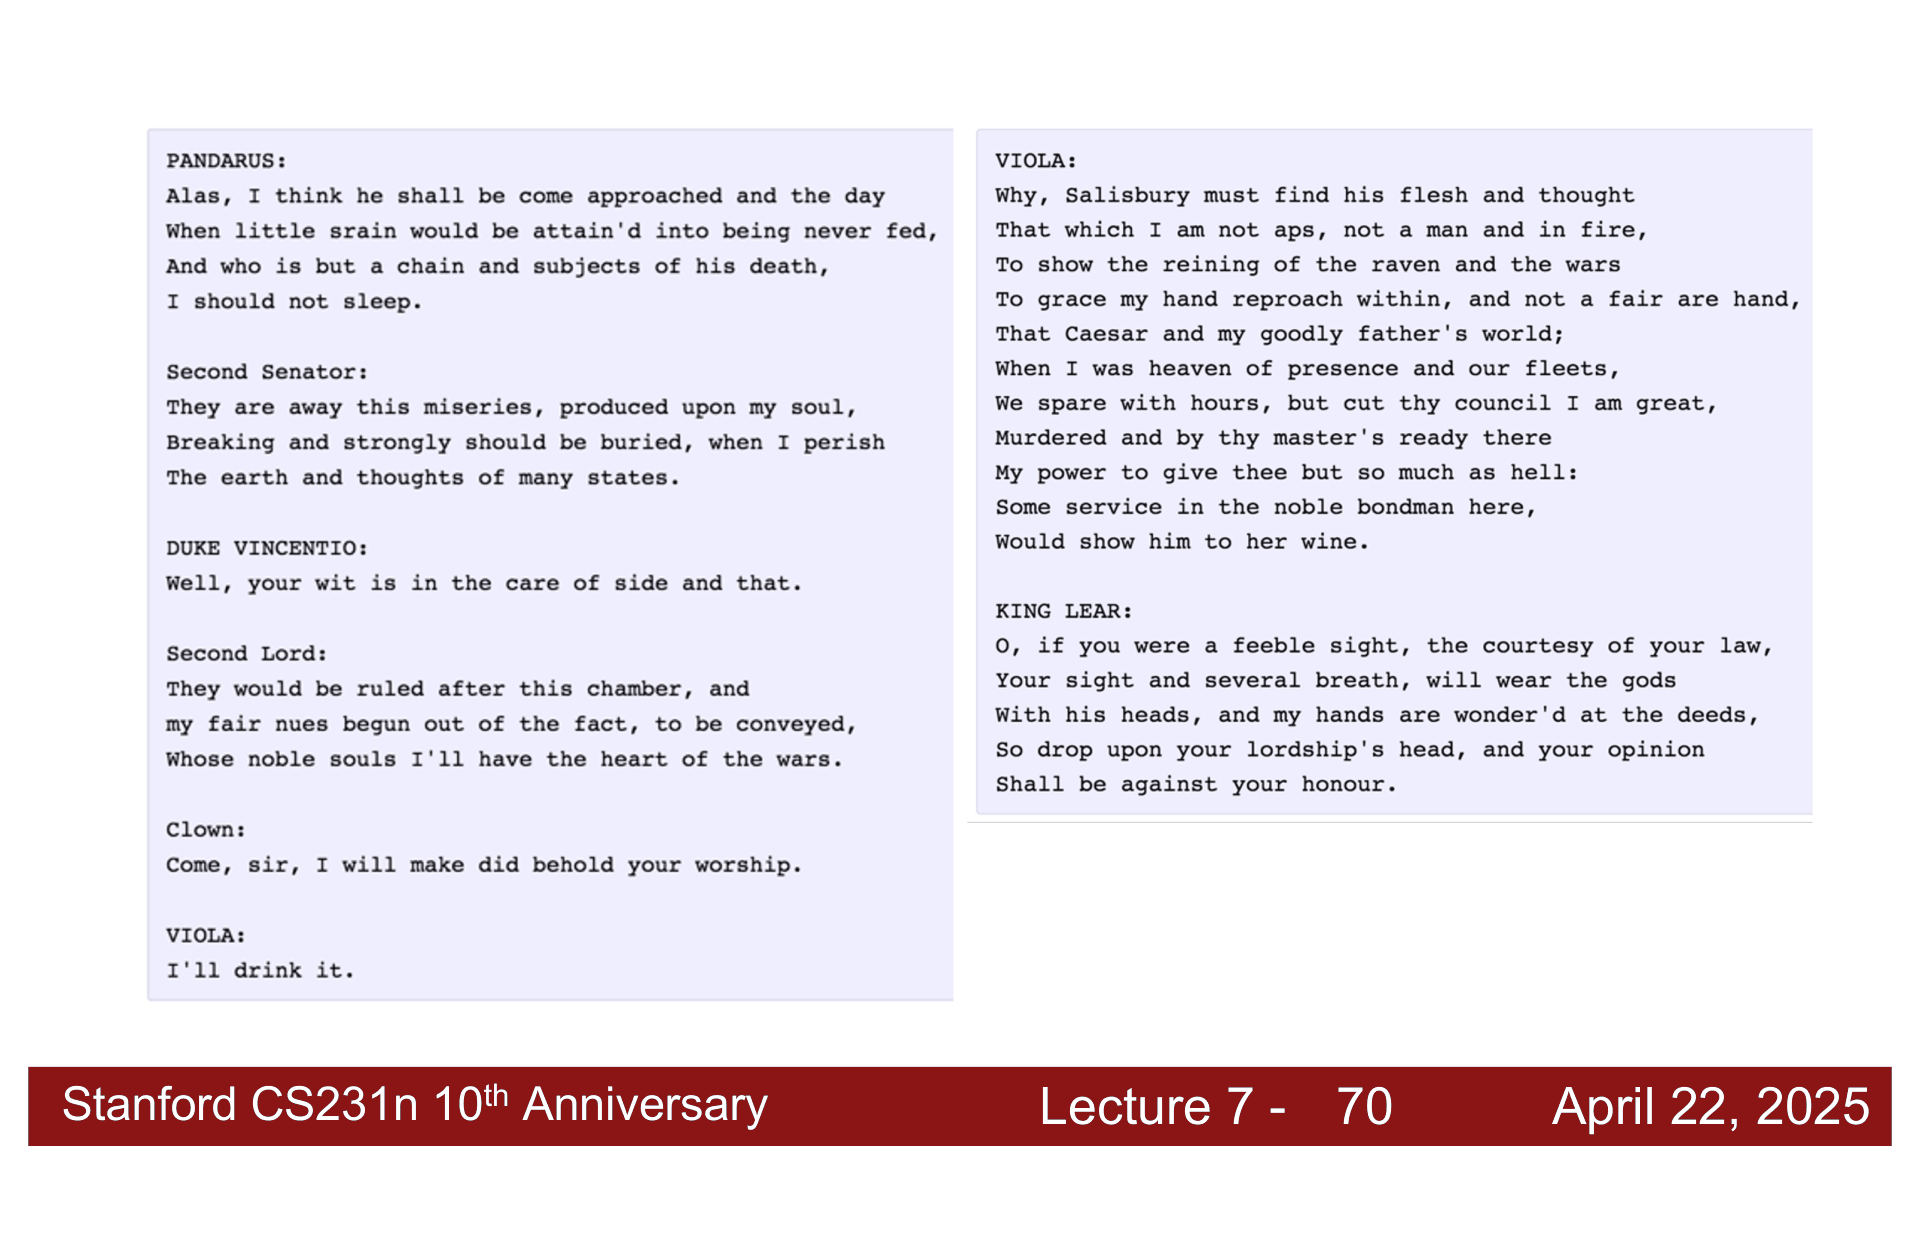 PANDARUS:
Alas, I think he shall be come approached and the day
When little srain would be attain'd into being never fed,
And who is but a chain and subjects of his death,
I should not sleep.
Second Senator:
They are away this miseries, produced upon my soul,
Breaking and strongly should be buried, when I perish
The earth and thoughts of many states.
DUKE VINCENTIO:
Well, your wit is in the care of side and that.
Second Lord:
They would be ruled after this chamber, and
my fair nues begun out of the fact, to be conveyed,
Whose noble souls I'll have the heart of the wars.
Clown:
Come, sir, I will make did behold your worship.
VIOLA:
I'll drink it.
VIOLA:
Why, Salisbury must find his flesh and thought
That which I am not aps, not a man and in fire,
To show the reining of the raven and the wars
To grace my hand reproach within, and not a fair are hand,
That Caesar and my goodly father's world;
When I was heaven of presence and our fleets,
We spare with hours, but cut thy council I am great,
Murdered and by thy master's ready there
My power to give thee but so much as hell:
Some service in the noble bondman here,
Would show him to her wine.
KING LEAR:
O, if you were a feeble sight, the courtesy of your law,
Your sight and several breath, will wear the gods
With his heads, and my hands are wonder'd at the deeds,
So drop upon your lordship's head, and your opinion
Shall be against your honour.
Stanford CS231n 10th Anniversary
Lecture 7 - 70
April 22, 2025